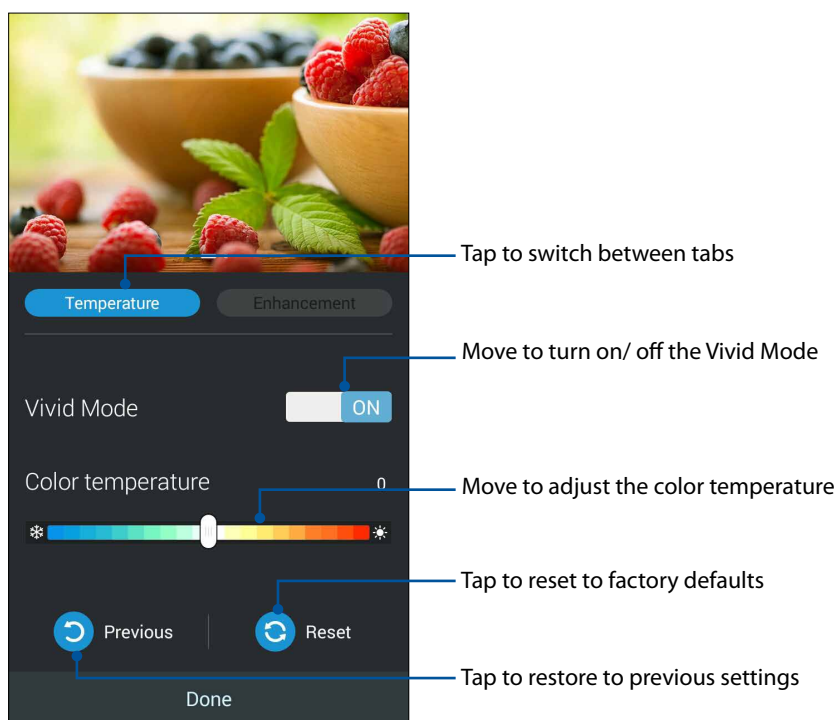 Tap to switch between tabs
Temperature
Enhancement
Move to turn on/ off the Vivid Mode
Vivid Mode
ON
Color temperature
0
Move to adjust the color temperature
Tap to reset to factory defaults
Previous
Reset
Tap to restore to previous settings
Done